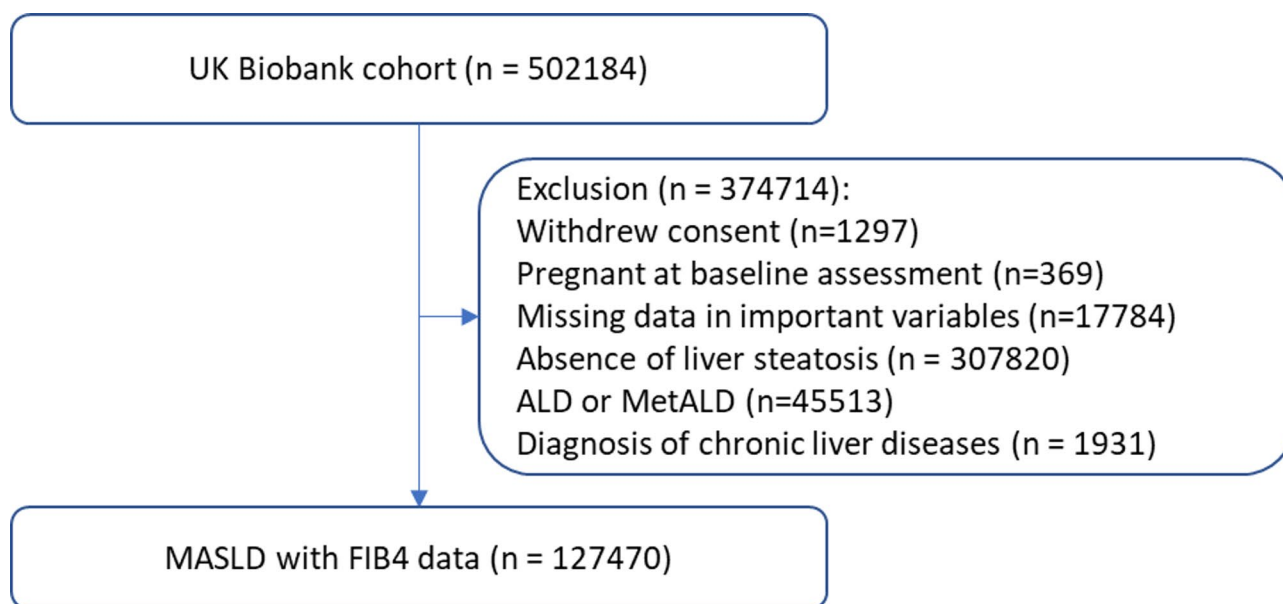 UK Biobank cohort (n = 502184)
Exclusion (n = 374714):
Withdrew consent (n=1297)
Pregnant at baseline assessment (n=369)
Missing data in important variables (n=17784)
Absence of liver steatosis (n = 307820)
ALD or MetALD (n=45513)
Diagnosis of chronic liver diseases (n = 1931)
MASLD with FIB4 data (n = 127470)